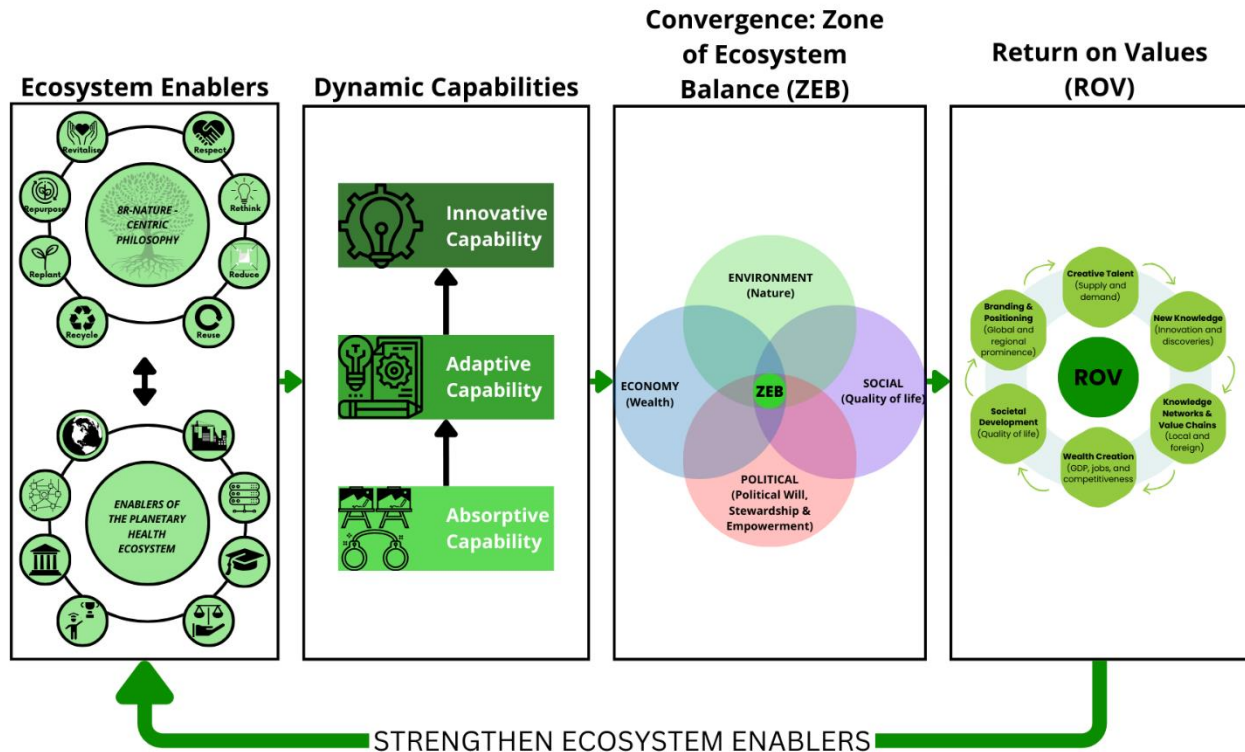 Ecosystem Enablers
Revitalise
Respect
Repurpose
Rethink
8R-NATURE -
CENTRIC
PHILOSOPHY
Replant
Reduce
Recycle
Reuse
ENABLERS OF
THE PLANETARY
HEALTH
ECOSYSTEM
Dynamic Capabilities
Innovative
Capability
Adaptive
Capability
Absorptive
Capability
Convergence: Zone
of Ecosystem
Balance (ZEB)
ENVIRONMENT
(Nature)
ECONOMY
(Wealth)
ZEB
SOCIAL
(Quality of life)
POLITICAL
(Political Will,
Stewardship &
Empowerment)
Return on Values
(ROV)
Creative Talent
(Supply and
demand)
New Knowledge
(Innovation and
discoveries)
Knowledge
Networks &
Value Chains
(Local and
foreign)
Wealth Creation
(GDP, jobs, and
competitiveness
Societal
Development
(Quality of life)
Branding &
Positioning
(Global and
regional
prominence)
ROV
STRENGTHEN ECOSYSTEM ENABLERS